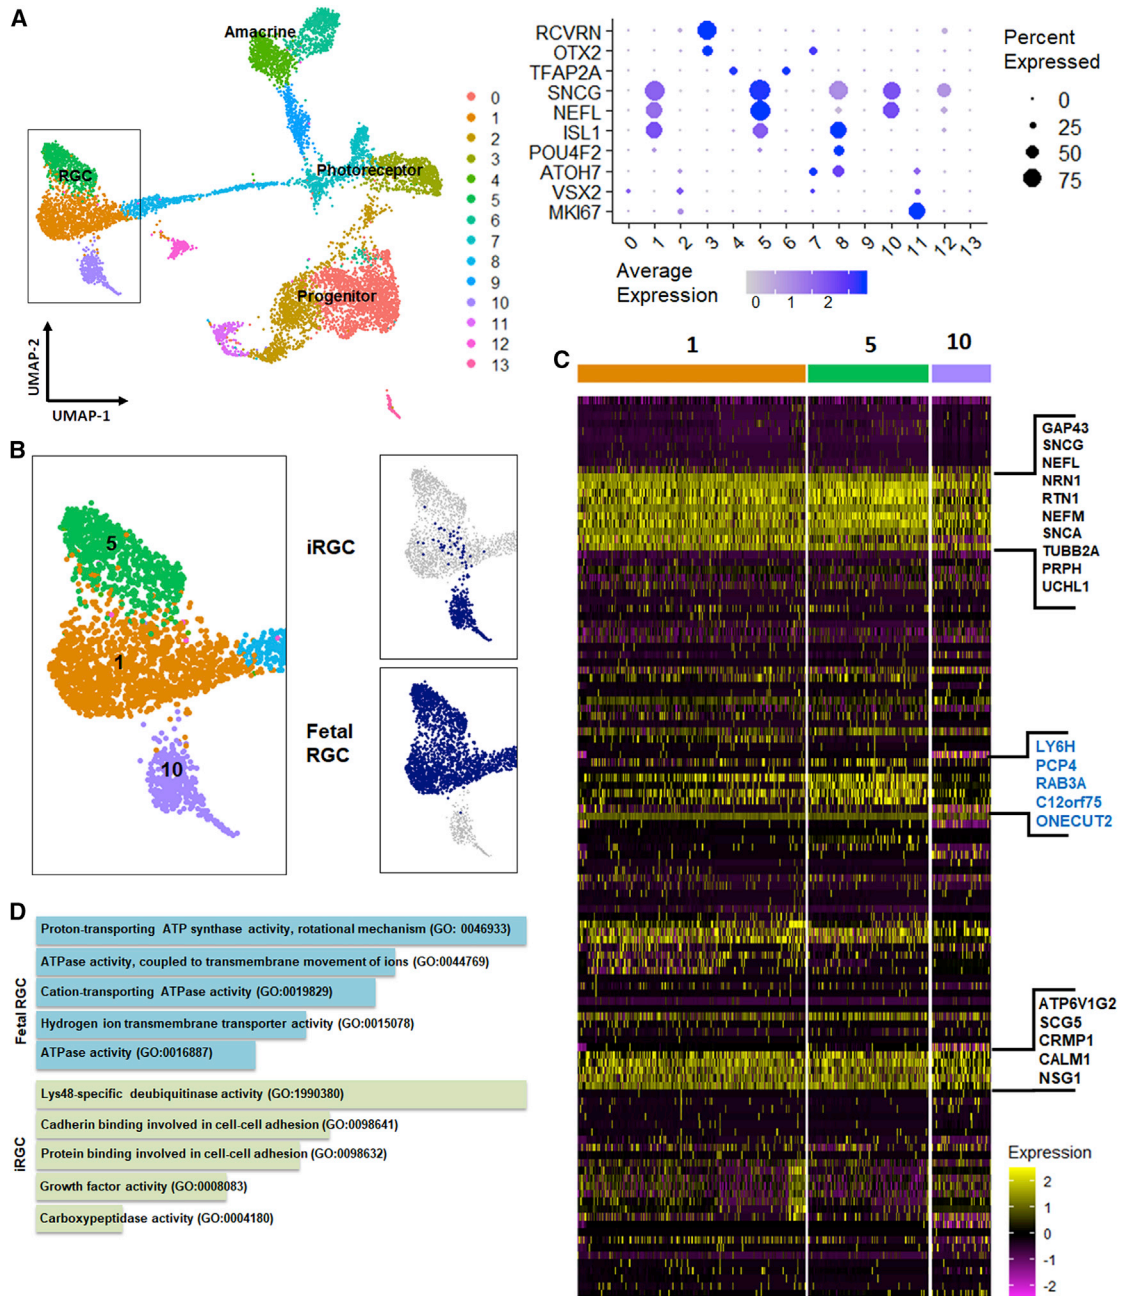 A
Amacrine
RGC
Photoreceptor
Progenitor
UMAP-2
UMAP-1
0
1
2
3
4
5
6
7
8
9
10
11
12
13
RCVRN
OTX2
TFAP2A
SNCG
NEFL
ISL1
POU4F2
ATOH7
VSX2
MKI67
0 1 2 3 4 5 6 7 8 9 10 11 12 13
Percent
Expressed
0
25
50
75
Average
Expression
0 1 2
B
5
1
10
iRGC
Fetal
RGC
C
1 5 10
GAP43
SNCG
NEFL
NRN1
RTN1
NEFM
SNCA
TUBB2A
PRPH
UCHL1
LY6H
PCP4
RAB3A
C12orf75
ONECUT2
ATP6V1G2
SCG5
CRMP1
CALM1
NSG1
Expression
2
1
0
-1
-2
D
Fetal RGC
Proton-transporting ATP synthase activity, rotational mechanism (GO: 0046933)
ATPase activity, coupled to transmembrane movement of ions (GO:0044769)
Cation-transporting ATPase activity (GO:0019829)
Hydrogen ion transmembrane transporter activity (GO:0015078)
ATPase activity (GO:0016887)
iRGC
Lys48-specific deubiquitinase activity (GO:1990380)
Cadherin binding involved in cell-cell adhesion (GO:0098641)
Protein binding involved in cell-cell adhesion (GO:0098632)
Growth factor activity (GO:0008083)
Carboxypeptidase activity (GO:0004180)